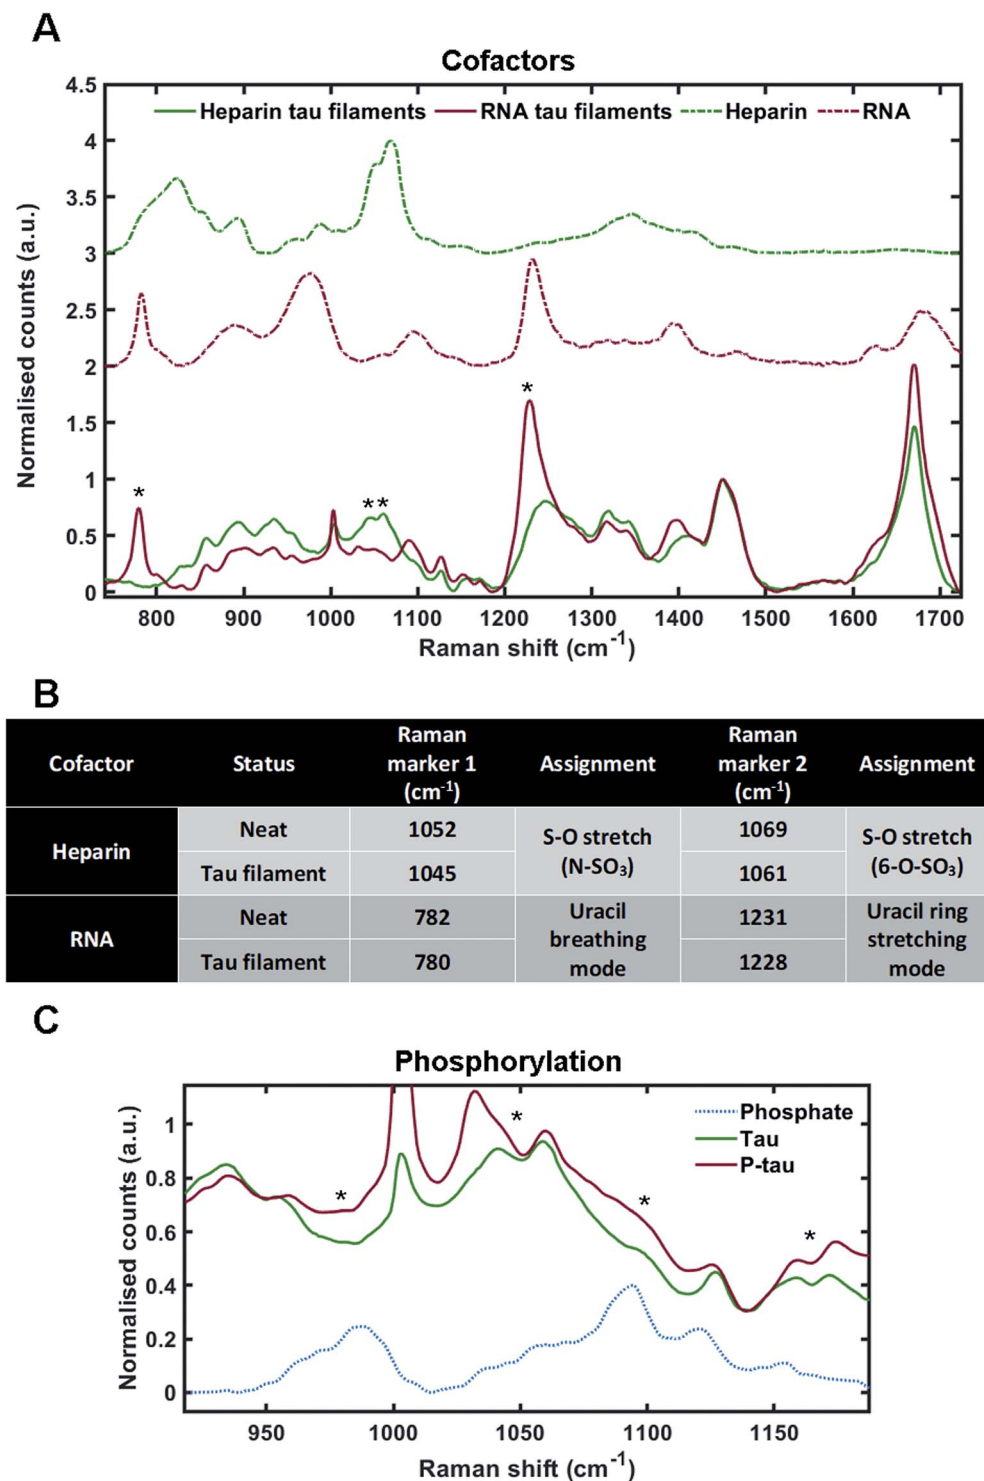 A
Cofactors
Heparin tau filaments RNA tau filaments Heparin RNA
4.5
4
3.5
3
2.5
2
1.5
1
0.5
0
Normalised counts (a.u.)
*
**
*
800 900 1000 1100 1200 1300 1400 1500 1600 1700
Raman shift (cm-1)
B
Cofactor Status Raman marker 1 (cm-1) Assignment Raman marker 2 (cm-1) Assignment
Heparin Neat 1052 S-O stretch (N-SO₃) 1069 S-O stretch (6-O-SO₃)
Tau filament 1045 1061
RNA Neat 782 Uracil breathing mode 1231 Uracil ring stretching mode
Tau filament 780 1228
C
Phosphorylation
Phosphate
Tau
P-tau
1
0.8
0.6
0.4
0.2
0
Normalised counts (a.u.)
*
*
*
*
950 1000 1050 1100 1150
Raman shift (cm-1)